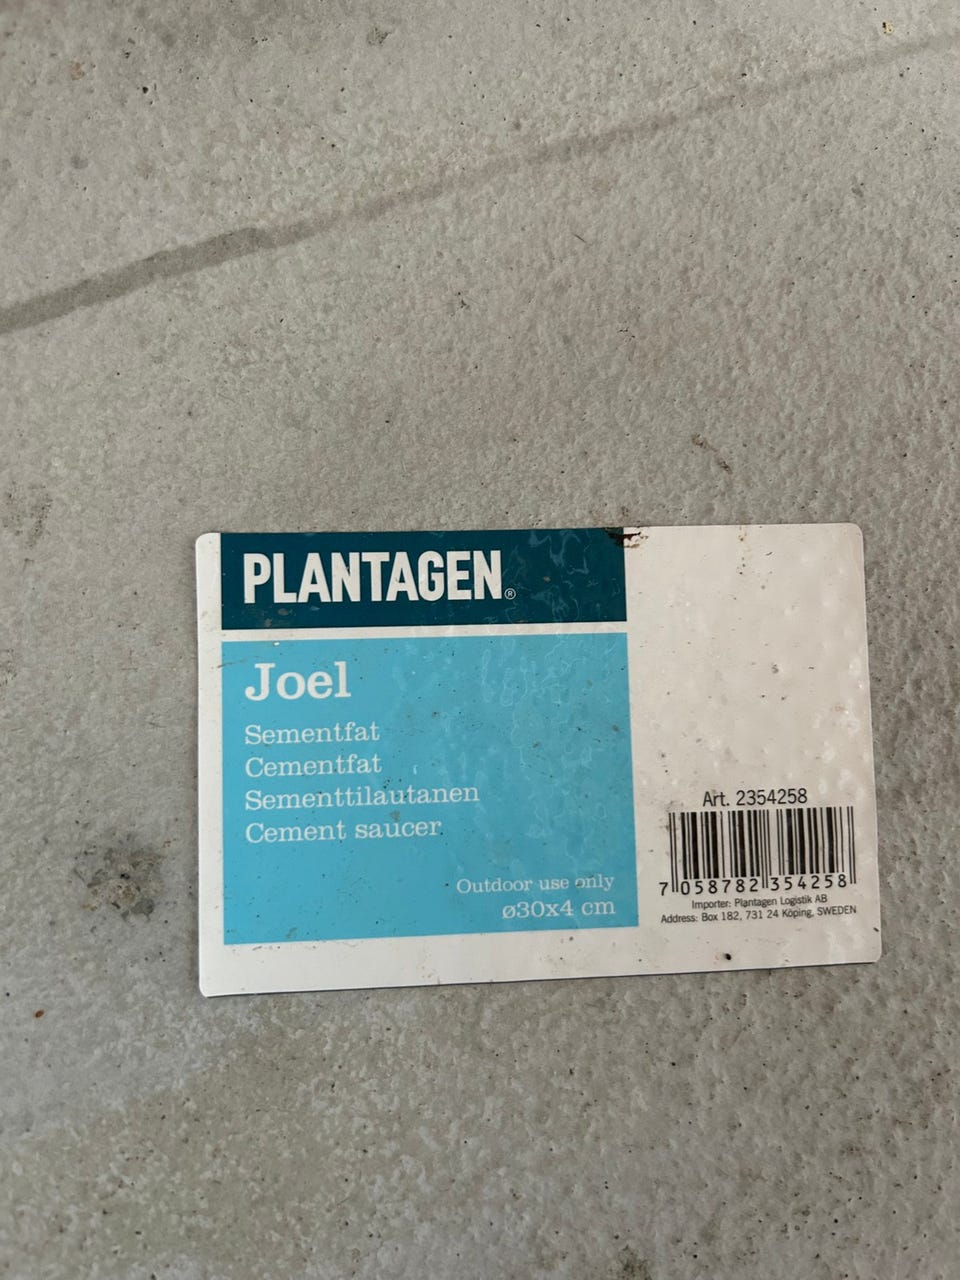 PLANTAGEN®
Joel
Sementfat
Cementfat
Sementtilautanen
Cement saucer
Outdoor use only
ø30x4 cm
Art. 2354258
7 058782 354258
Importer: Plantagen Logistik AB
Address: Box 182, 731 24 Köping, SWEDEN